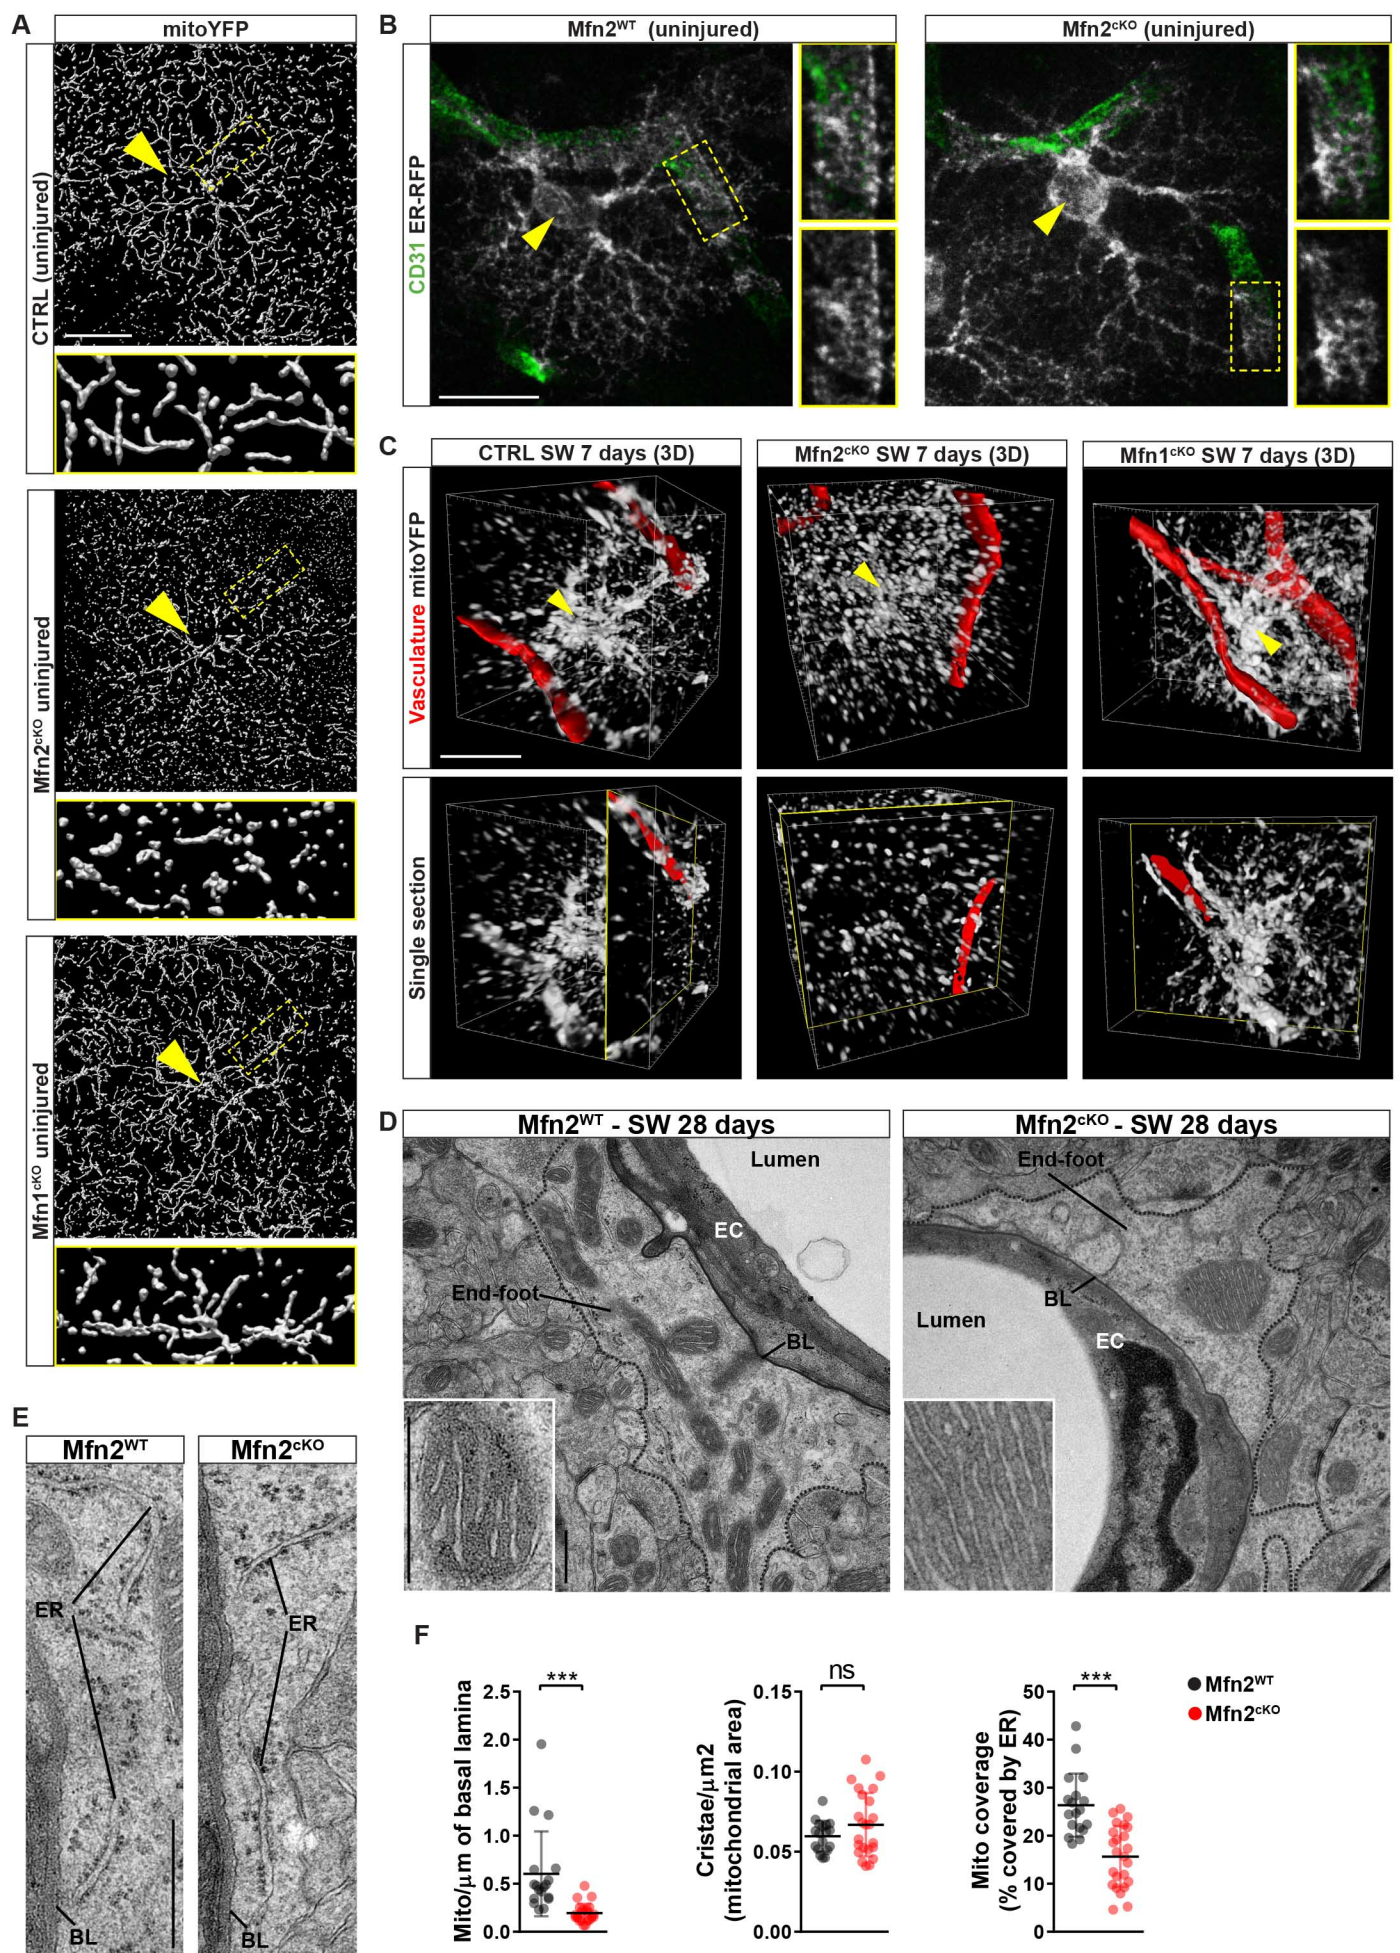 A
mitoYFP
CTRL (uninjured)
Mfn2cKO uninjured
Mfn1cKO uninjured
B
Mfn2WT (uninjured)
Mfn2cKO (uninjured)
CD31 ER-RFP
C
CTRL SW 7 days (3D)
Mfn2cKO SW 7 days (3D)
Mfn1cKO SW 7 days (3D)
Vasculature mitoYFP
Single section
D
Mfn2WT - SW 28 days
Mfn2cKO - SW 28 days
Lumen
EC
End-foot
BL
End-foot
BL
Lumen
EC
E
Mfn2WT
Mfn2cKO
ER
ER
BL
BL
F
Mito/μm of basal lamina
2.5
2.0
1.5
1.0
0.5
0.0
***
Cristae/μm2
(mitochondrial area)
0.15
0.10
0.05
0.00
ns
Mito coverage
(% covered by ER)
50
40
30
20
10
0
***
Mfn2WT
Mfn2cKO